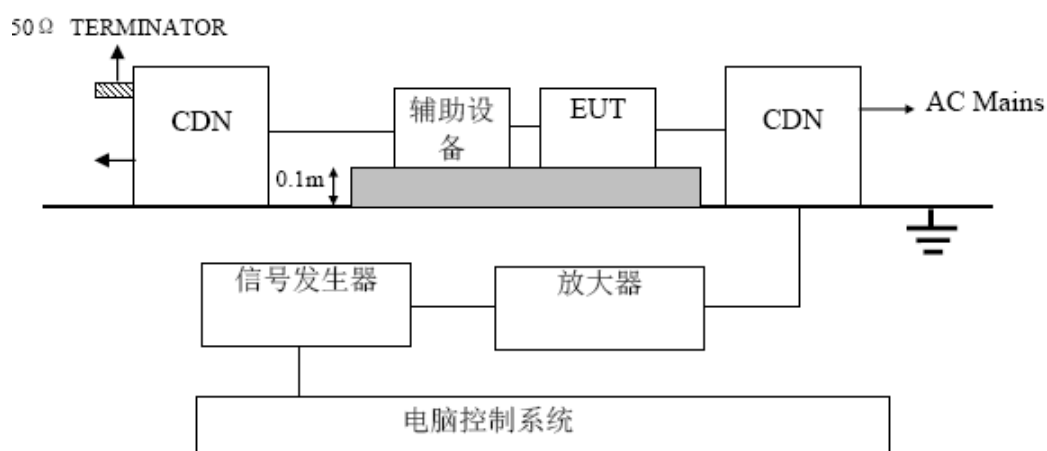 50Ω TERMINATOR
CDN
辅助设
备
EUT
CDN
AC Mains
0.1m
信号发生器
放大器
电脑控制系统